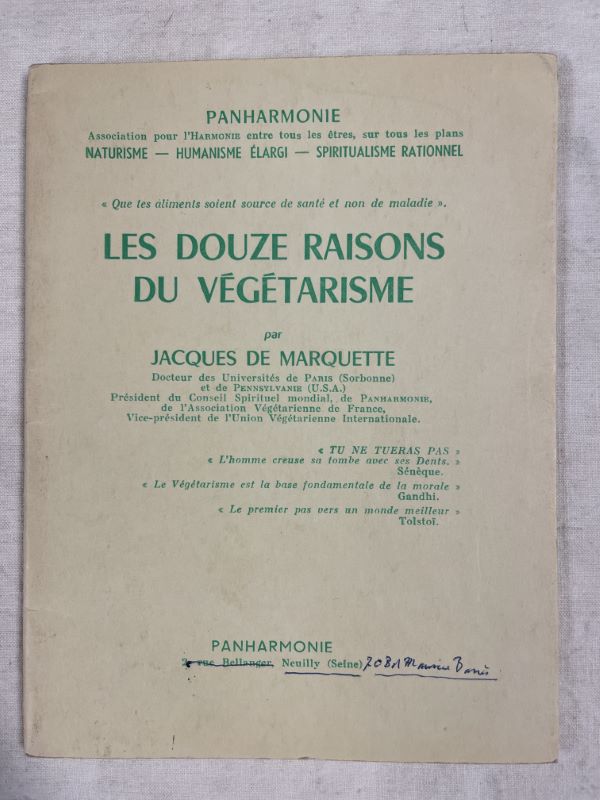 PANHARMONIE
Association pour l'HARMONIE entre tous les êtres, sur tous les plans
NATURISME — HUMANISME ÉLARGI — SPIRITUALISME RATIONNEL
« Que tes aliments soient source de santé et non de maladie ».
LES DOUZE RAISONS
DU VÉGÉTARISME
par
JACQUES DE MARQUETTE
Docteur des Universités de PARIS (Sorbonne)
et de PENNSYLVANIE (U.S.A.)
Président du Conseil Spirituel mondial, de PANHARMONIE,
de l'Association Végétarienne de France,
Vice-président de l'Union Végétarienne Internationale.
« TU NE TUERAS PAS »
« L'homme creuse sa tombe avec ses Dents. »
Sénèque.
« Le Végétarisme est la base fondamentale de la morale »
Gandhi.
« Le premier pas vers un monde meilleur »
Tolstoï.
PANHARMONIE
2, rue Bellanger, Neuilly (Seine) 70 Bd Maurice Barrès